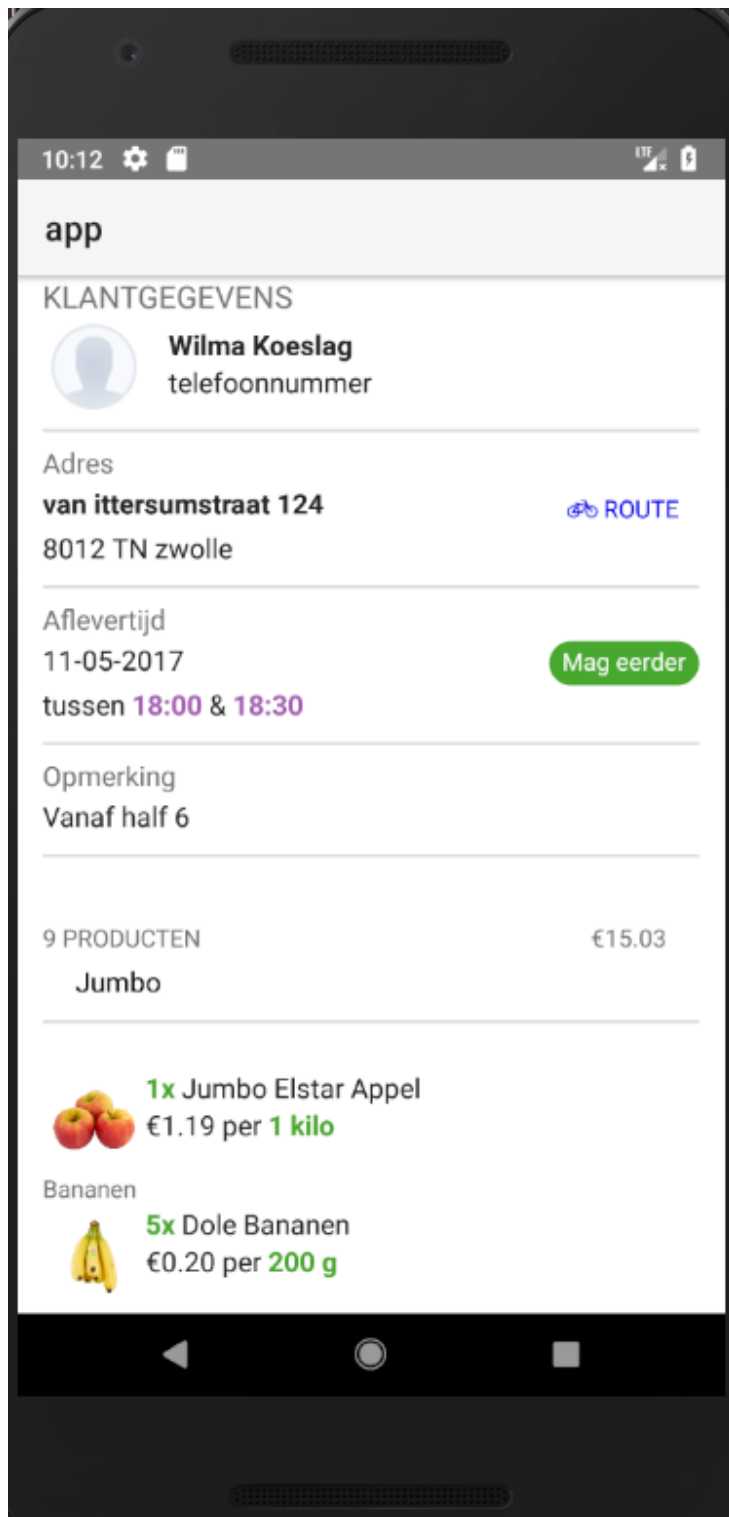 10:12
LTE
app
KLANTGEGEVENS
Wilma Koeslag
telefoonnummer
Adres
van ittersumstraat 124
ROUTE
8012 TN zwolle
Aflevertijd
11-05-2017
Mag eerder
tussen 18:00 & 18:30
Opmerking
Vanaf half 6
9 PRODUCTEN €15.03
Jumbo
1x Jumbo Elstar Appel
€1.19 per 1 kilo
Bananen
5x Dole Bananen
€0.20 per 200 g